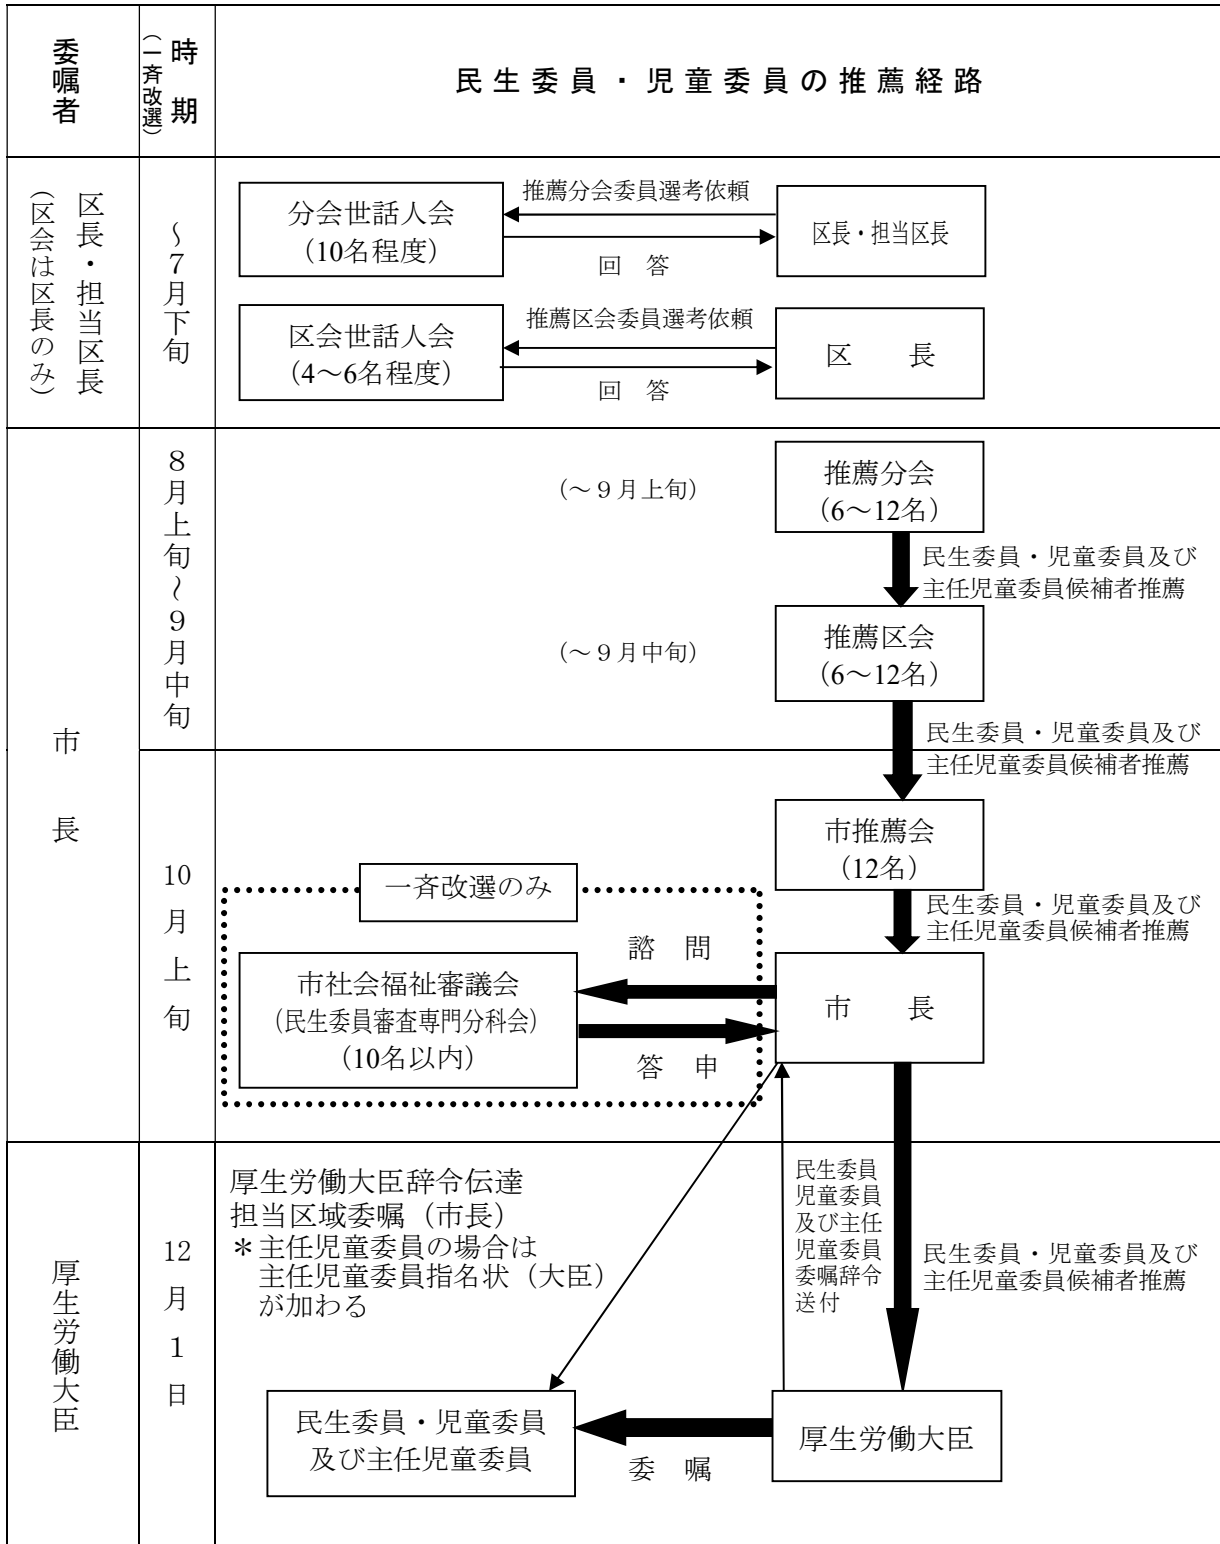 委嘱者
時期
（一斉改選）
民生委員・児童委員の推薦経路
区長・担当区長
（区会は区長のみ）
～７月下旬
分会世話人会
（10名程度）
推薦分会委員選考依頼
回　答
区長・担当区長
区会世話人会
（4～6名程度）
推薦区会委員選考依頼
回　答
区　長
市長
８月上旬～９月中旬
（～９月上旬）
推薦分会
（6～12名）
民生委員・児童委員及び
主任児童委員候補者推薦
（～９月中旬）
推薦区会
（6～12名）
民生委員・児童委員及び
主任児童委員候補者推薦
10月上旬
市推薦会
（12名）
民生委員・児童委員及び
主任児童委員候補者推薦
一斉改選のみ
諮　問
市社会福祉審議会
（民生委員審査専門分科会）
（10名以内）
答　申
市　長
厚生労働大臣
12月１日
厚生労働大臣辞令伝達
担当区域委嘱（市長）
＊主任児童委員の場合は
主任児童委員指名状（大臣）
が加わる
民生委員
児童委員
及び主任
児童委員
委嘱辞令
送付
民生委員・児童委員及び
主任児童委員候補者推薦
民生委員・児童委員
及び主任児童委員
委　嘱
厚生労働大臣